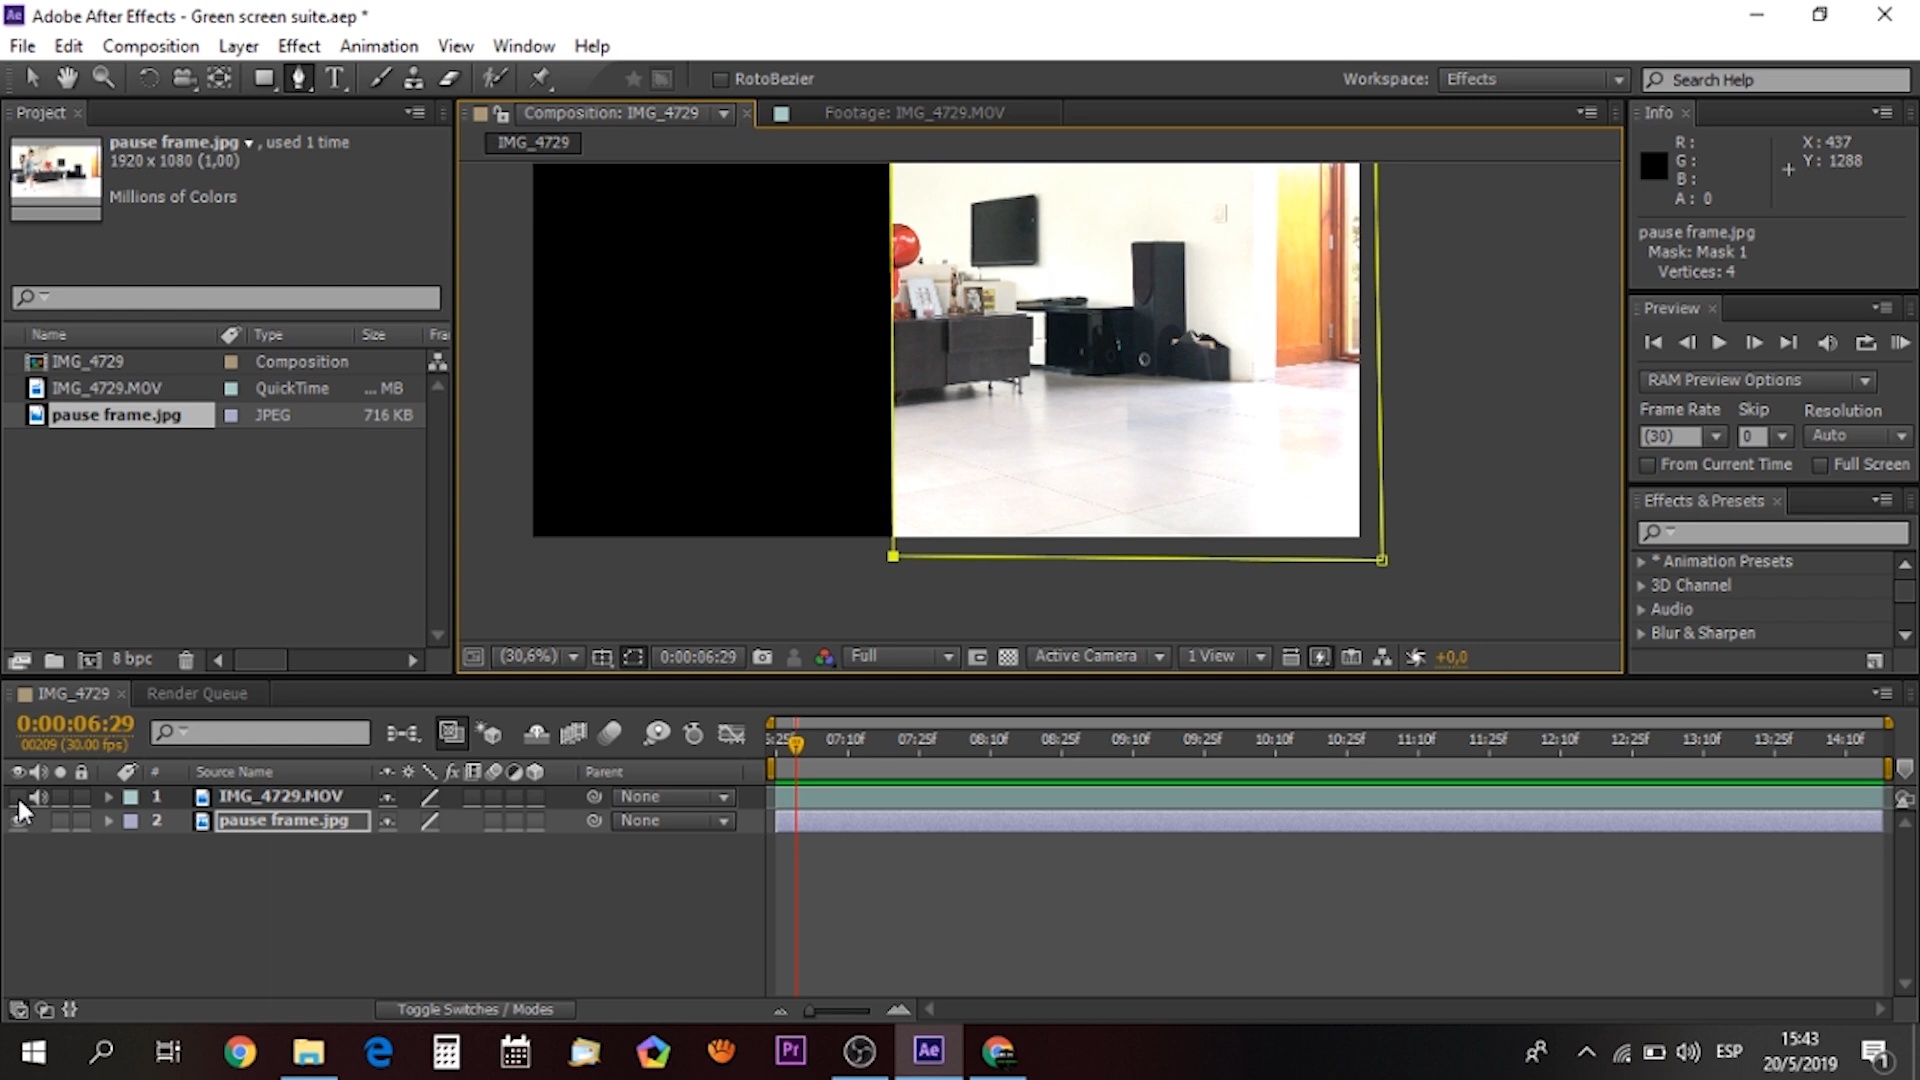 Ae Adobe After Effects - Green screen suite.aep *
File Edit Composition Layer Effect Animation View Window Help
T RotoBezier Workspace: Effects Search Help
Project
pause frame.jpg , used 1 time
1920 x 1080 (1,00)
Millions of Colors
Name Type Size Fra
IMG_4729 Composition
IMG_4729.MOV QuickTime ... MB
pause frame.jpg JPEG 716 KB
8 bpc
Composition: IMG_4729 Footage: IMG_4729.MOV
IMG_4729
(30,6%) 0:00:06:29 Full Active Camera 1 View +0,0
Info
R: X: 437
G: Y: 1288
B:
A: 0
pause frame.jpg
Mask: Mask 1
Vertices: 4
Preview
RAM Preview Options
Frame Rate Skip Resolution
(30) 0 Auto
From Current Time Full Screen
Effects & Presets
* Animation Presets
3D Channel
Audio
Blur & Sharpen
IMG_4729 Render Queue
0:00:06:29
00209 (30.00 fps)
07:10f 07:25f 08:10f 08:25f 09:10f 09:25f 10:10f 10:25f 11:10f 11:25f 12:10f 12:25f 13:10f 13:25f 14:10f
# Source Name fx Parent
1 IMG_4729.MOV None
2 pause frame.jpg None
Toggle Switches / Modes
Pr Ae ESP 15:43
20/5/2019
1